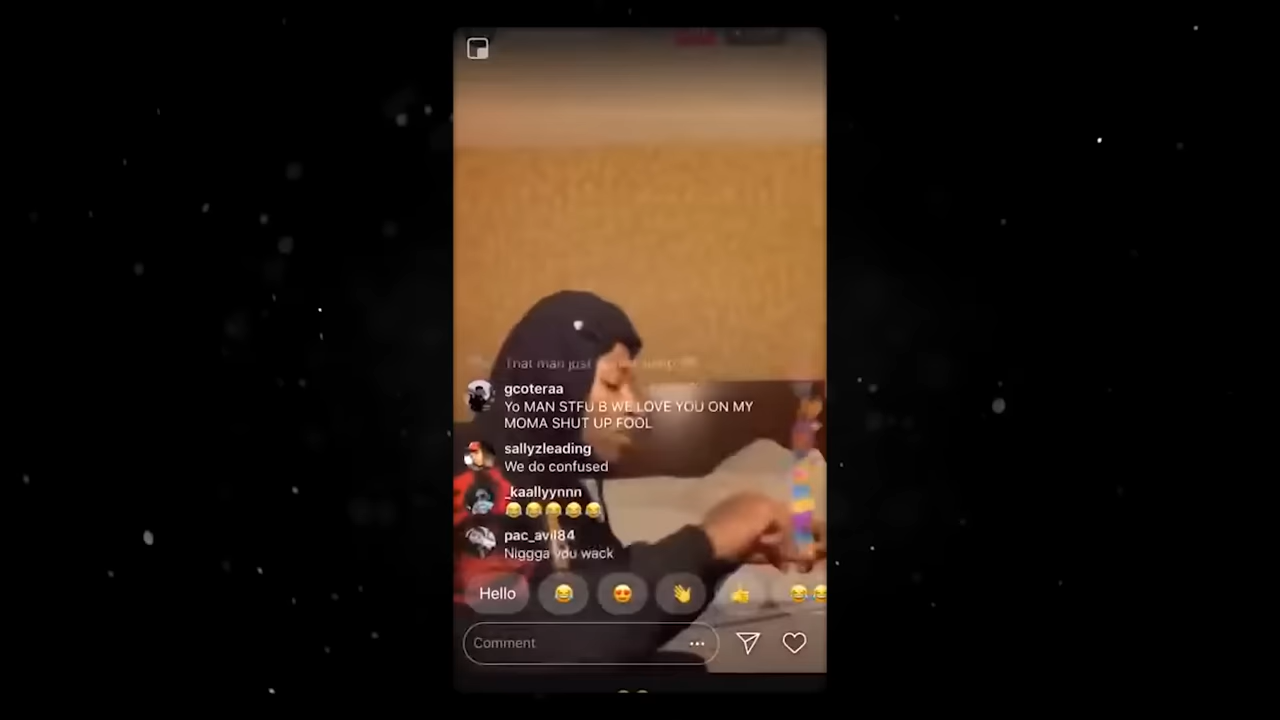 That man just
gcoteraa
Yo MAN STFU B WE LOVE YOU ON MY
MOMA SHUT UP FOOL
sallyzleading
We do confused
_kaallyynnn
😂😂😂😂😂
pac_avil84
Niggga you wack
Hello
Comment